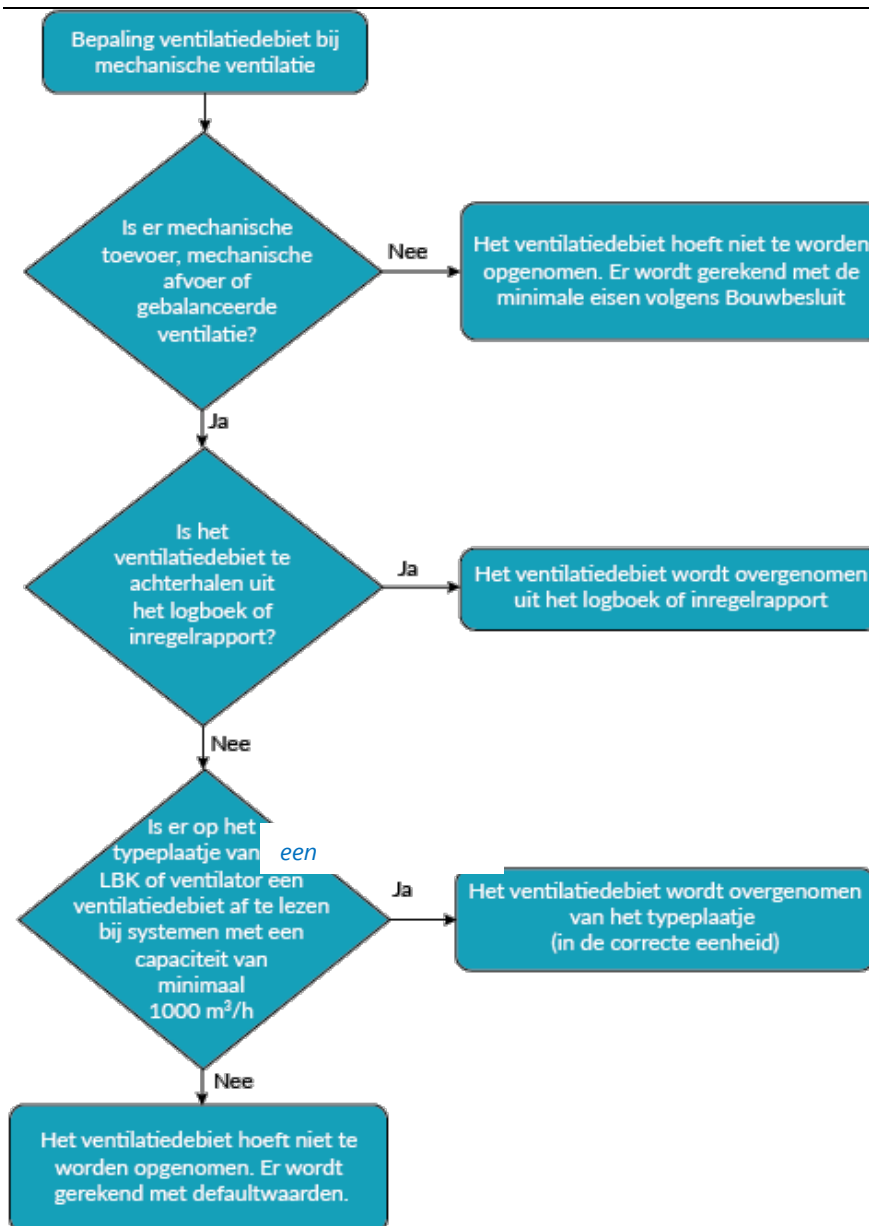 Bepaling ventilatiedebiet bij
mechanische ventilatie
Is er mechanische
toevoer, mechanische
afvoer of
gebalanceerde
ventilatie?
Nee
Het ventilatiedebiet hoeft niet te worden
opgenomen. Er wordt gerekend met de
minimale eisen volgens Bouwbesluit
Ja
Is het
ventilatiedebiet te
achterhalen uit
het logboek of
inregelrapport?
Ja
Het ventilatiedebiet wordt overgenomen
uit het logboek of inregelrapport
Nee
Is er op het
typeplaatje van een
LBK of ventilator een
ventilatiedebiet af te lezen
bij systemen met een
capaciteit van
minimaal
1000 m³/h
Ja
Het ventilatiedebiet wordt overgenomen
van het typeplaatje
(in de correcte eenheid)
Nee
Het ventilatiedebiet hoeft niet te
worden opgenomen. Er wordt
gerekend met defaultwaarden.